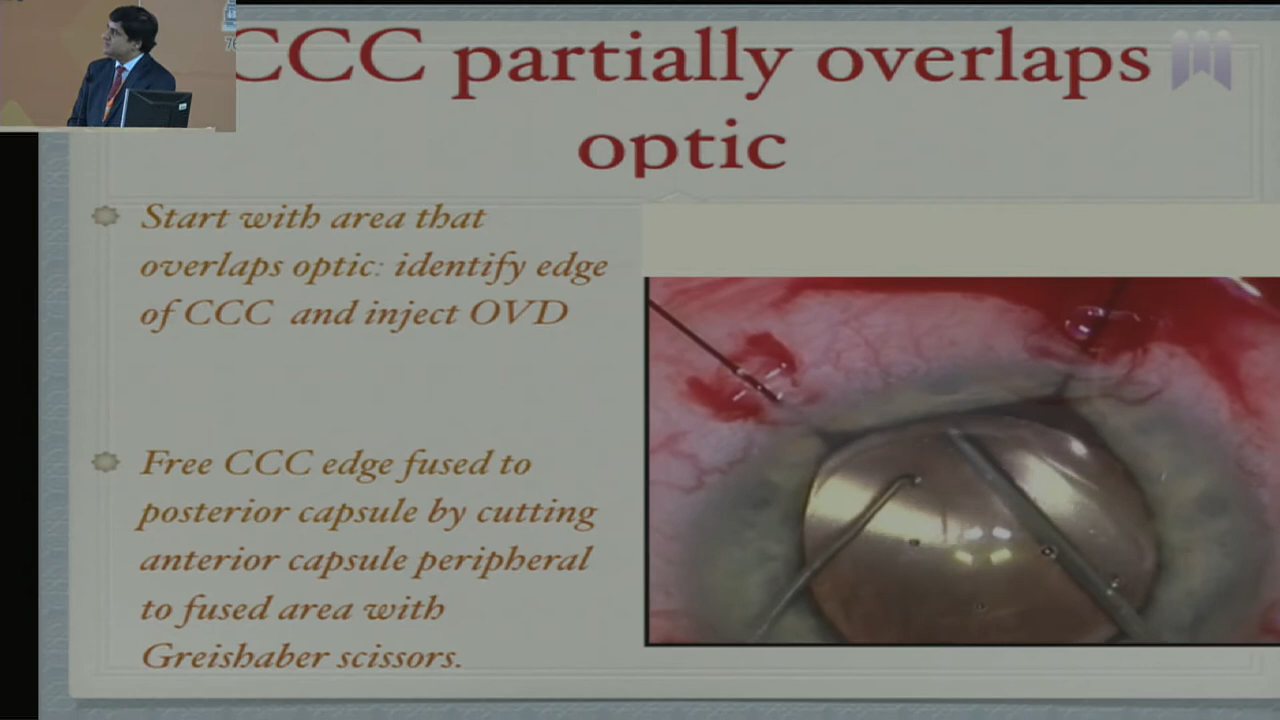 CCC partially overlaps
optic
Start with area that
overlaps optic: identify edge
of CCC and inject OVD
Free CCC edge fused to
posterior capsule by cutting
anterior capsule peripheral
to fused area with
Greishaber scissors.